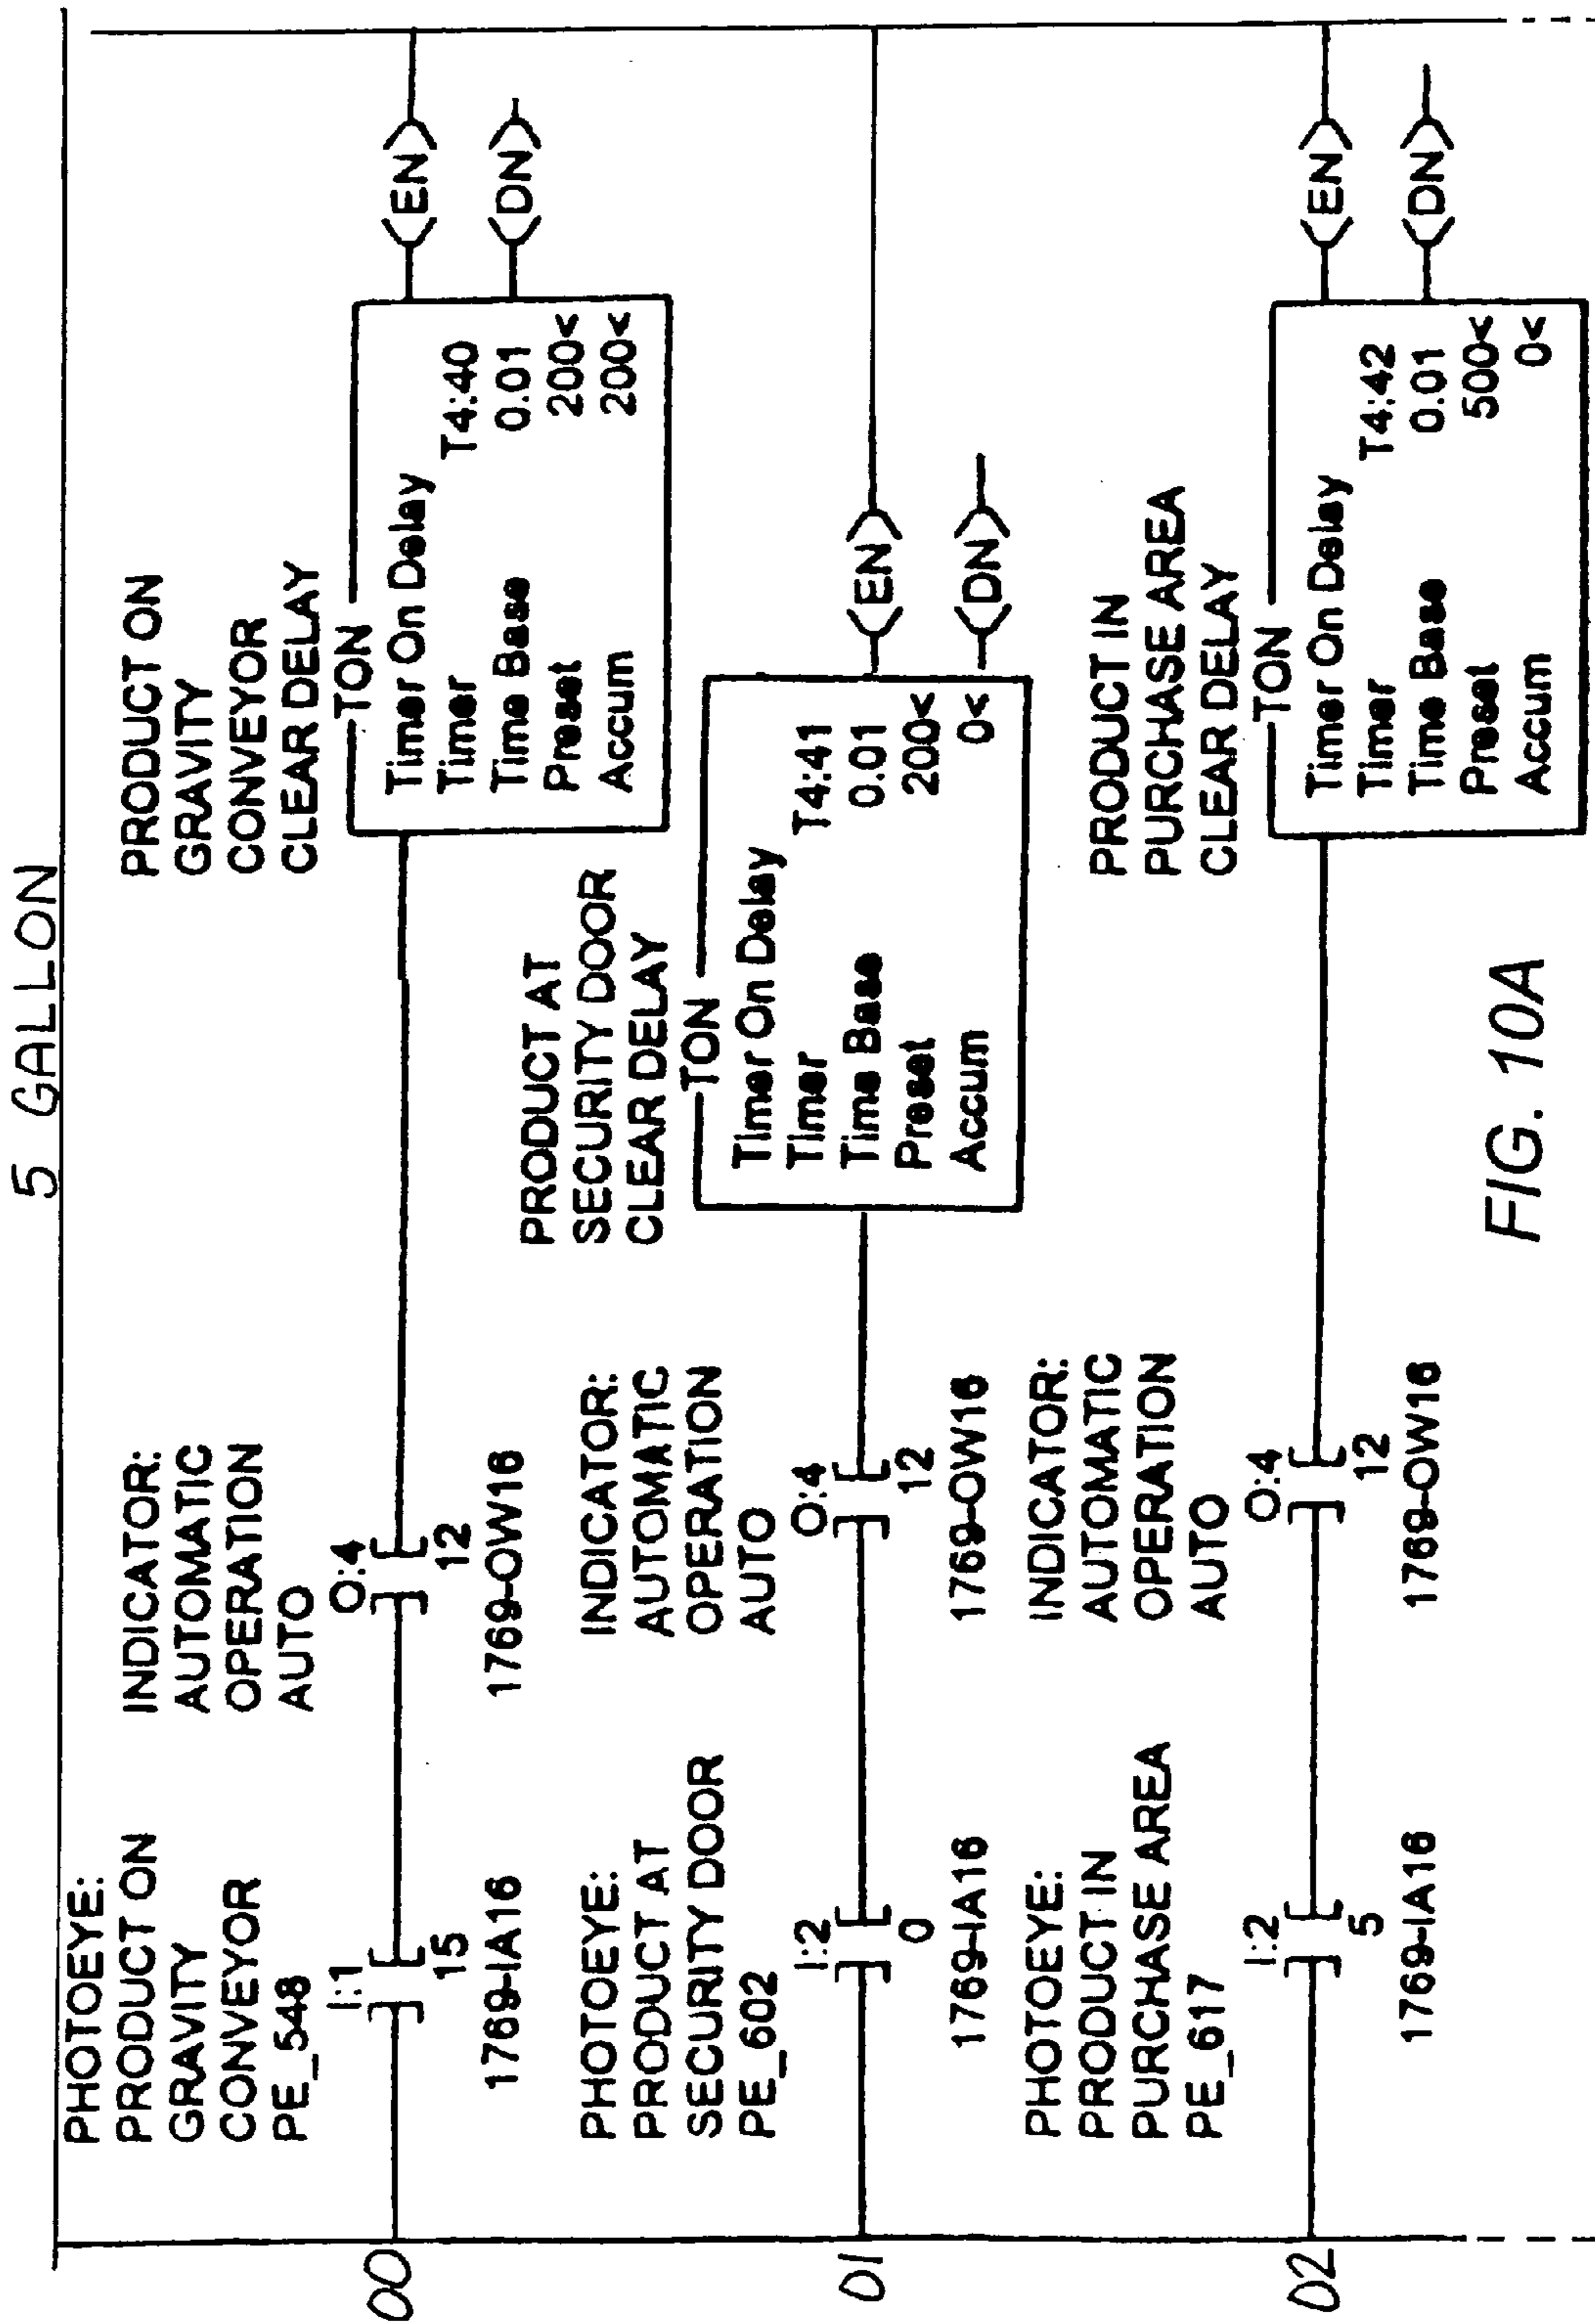 5 GALLON
00
PHOTOEYE:
PRODUCT ON
GRAVITY
CONVEYOR
PE_548
I:1
15
1769-IA16
INDICATOR:
AUTOMATIC
OPERATION
AUTO
O:4
12
1769-OW16
PRODUCT ON
GRAVITY
CONVEYOR
CLEAR DELAY
TON
Timer On Delay
Timer T4:40
Time Base 0.01
Preset 200<
Accum 200<
EN
DN
01
PHOTOEYE:
PRODUCT AT
SECURITY DOOR
PE_602
I:2
0
1769-IA16
INDICATOR:
AUTOMATIC
OPERATION
AUTO
O:4
12
1769-OW16
PRODUCT AT
SECURITY DOOR
CLEAR DELAY
TON
Timer On Delay
Timer T4:41
Time Base 0.01
Preset 200<
Accum 0<
EN
DN
02
PHOTOEYE:
PRODUCT IN
PURCHASE AREA
PE_617
I:2
5
1769-IA16
INDICATOR:
AUTOMATIC
OPERATION
AUTO
O:4
12
1769-OW16
PRODUCT IN
PURCHASE AREA
CLEAR DELAY
TON
Timer On Delay
Timer T4:42
Time Base 0.01
Preset 500<
Accum 0<
EN
DN
FIG. 10A